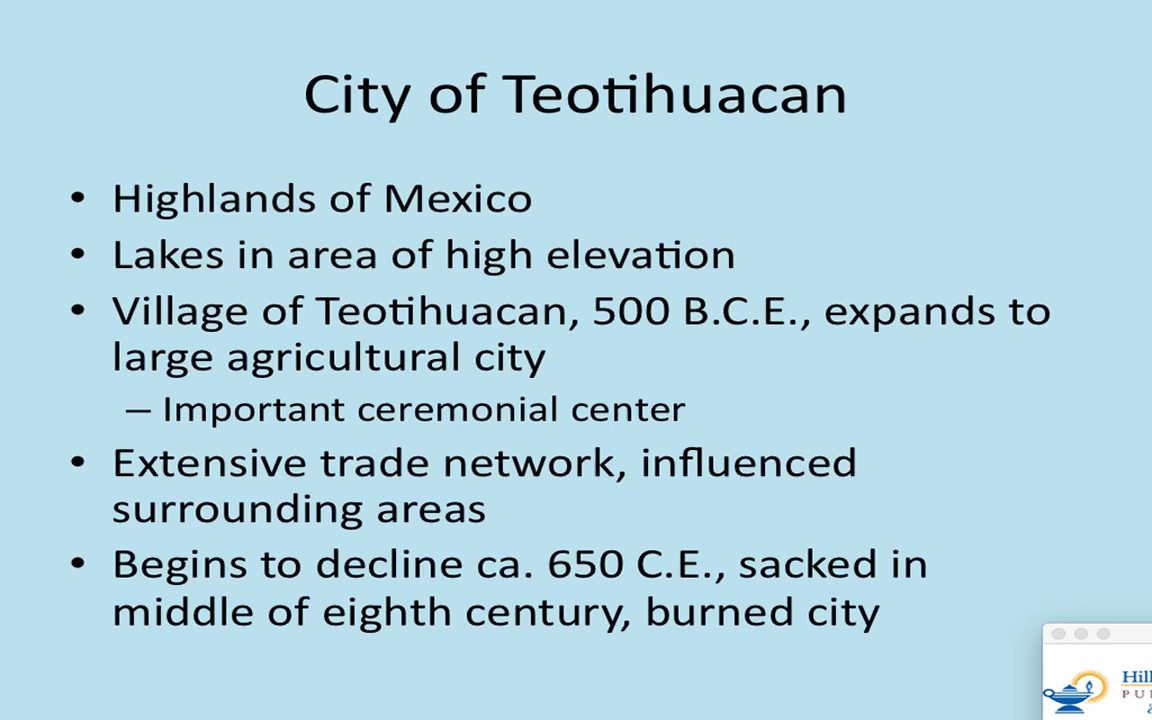 City of Teotihuacan
• Highlands of Mexico
• Lakes in area of high elevation
• Village of Teotihuacan, 500 B.C.E., expands to
large agricultural city
– Important ceremonial center
• Extensive trade network, influenced
surrounding areas
• Begins to decline ca. 650 C.E., sacked in
middle of eighth century, burned city